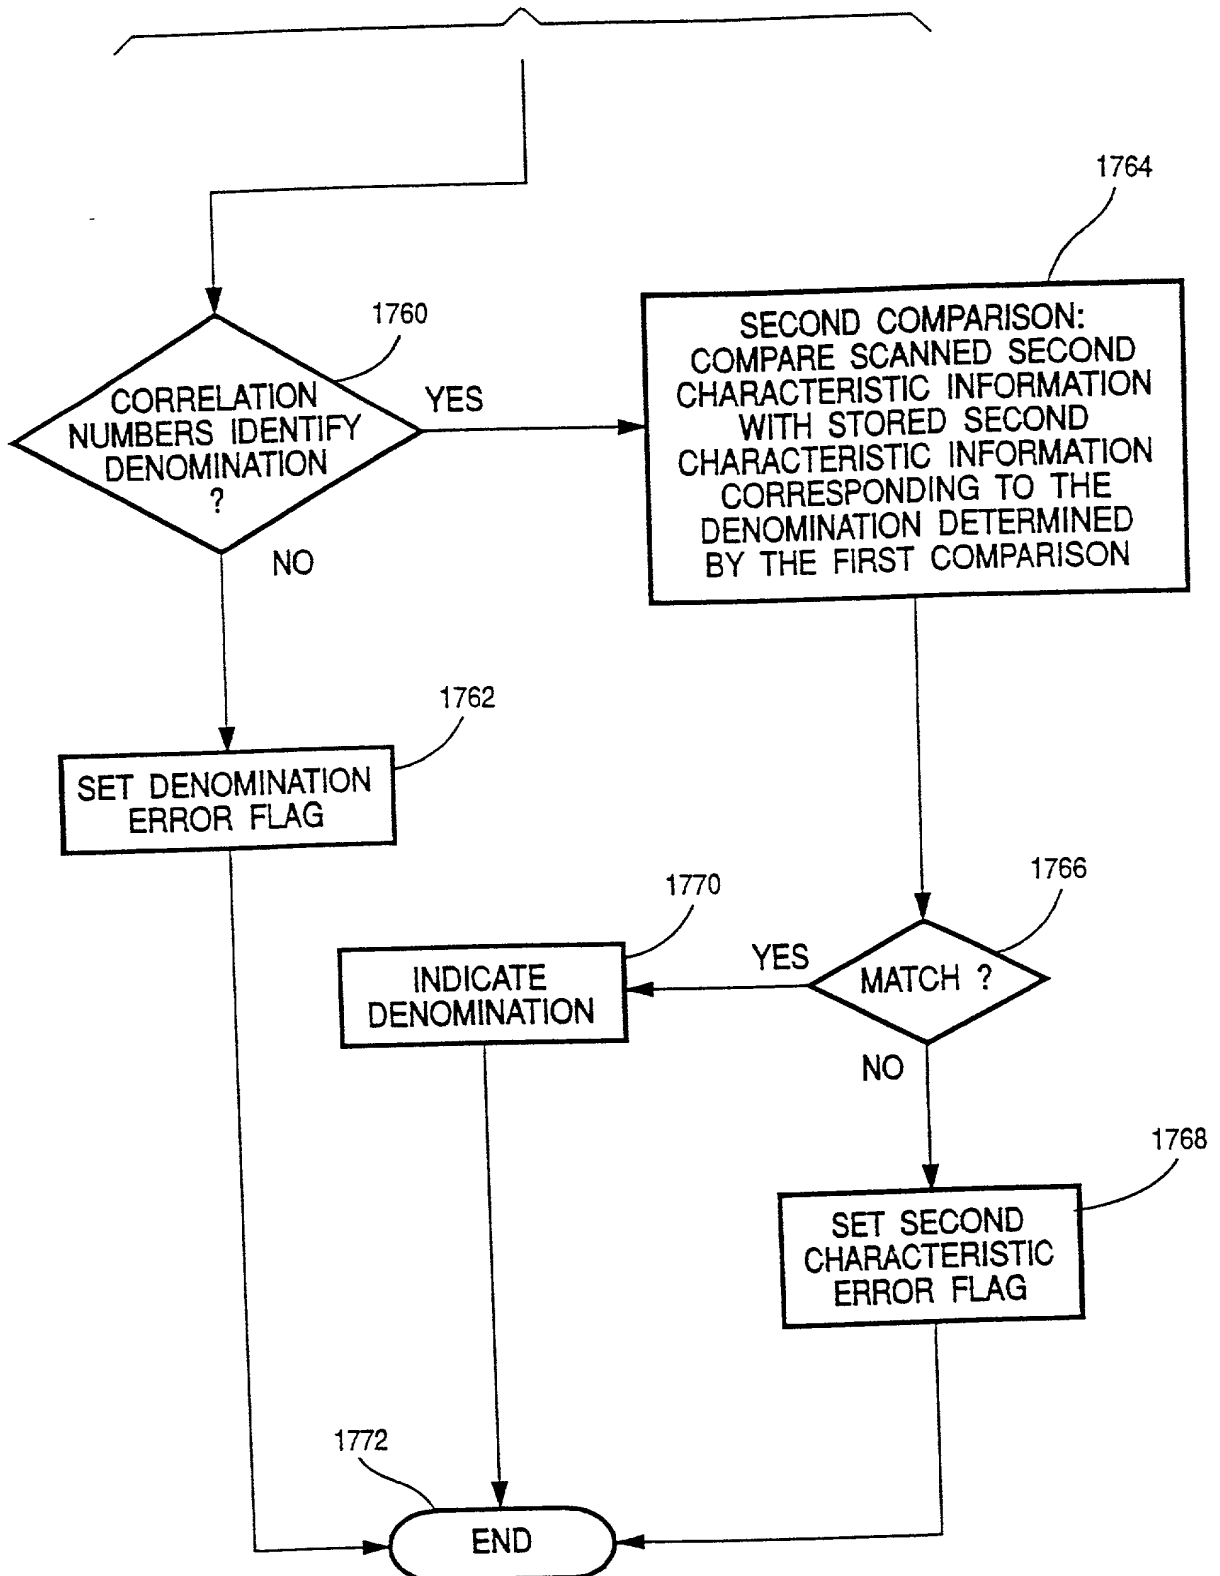 1764
1760
SECOND COMPARISON:
COMPARE SCANNED SECOND
CHARACTERISTIC INFORMATION
WITH STORED SECOND
CHARACTERISTIC INFORMATION
CORRESPONDING TO THE
DENOMINATION DETERMINED
BY THE FIRST COMPARISON
CORRELATION
NUMBERS IDENTIFY
DENOMINATION
?
YES
NO
1762
SET DENOMINATION
ERROR FLAG
1770
1766
INDICATE
DENOMINATION
YES
MATCH ?
NO
1768
SET SECOND
CHARACTERISTIC
ERROR FLAG
1772
END